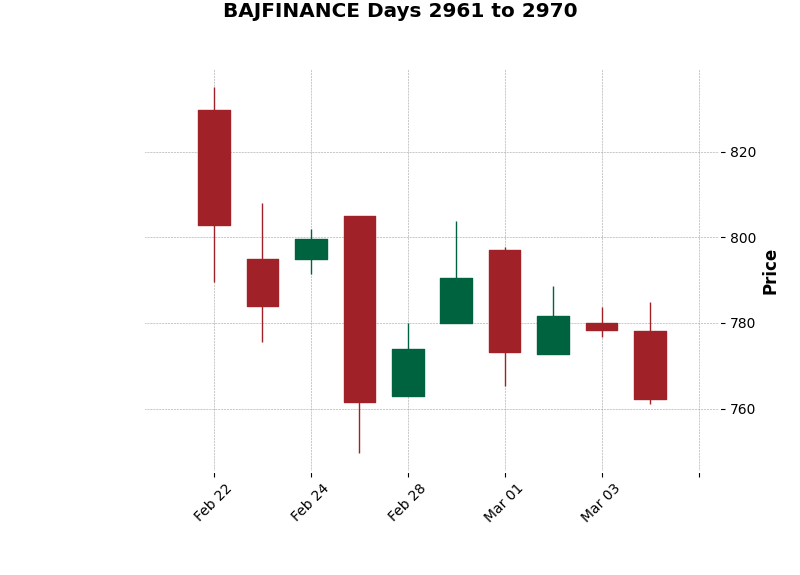 BAJFINANCE Days 2961 to 2970
820
800
780
760
Price
Feb 22
Feb 24
Feb 28
Mar 01
Mar 03